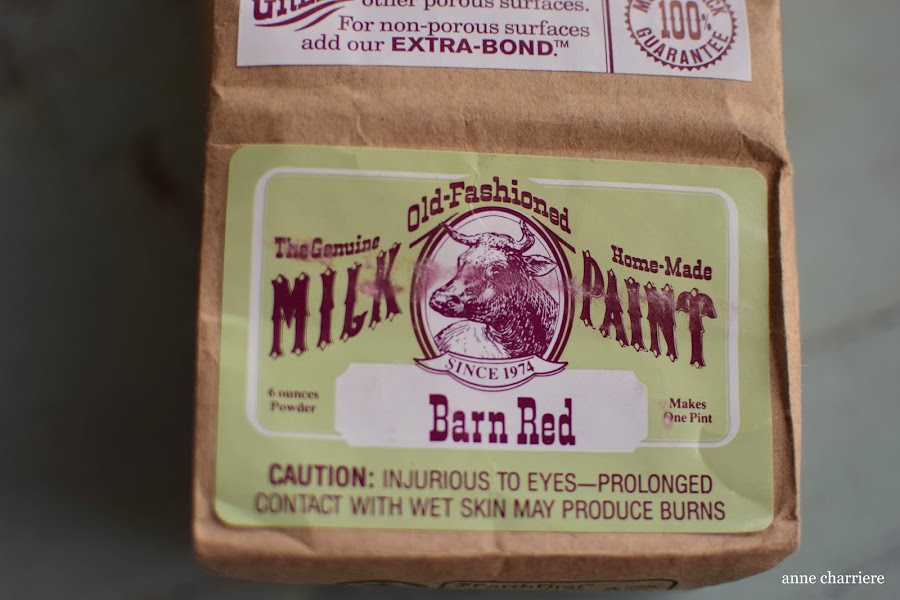 other porous surfaces.
For non-porous surfaces
add our EXTRA-BOND.™
100%
GUARANTEE
Old-Fashioned
The Genuine
Home-Made
MILK PAINT
SINCE 1974
6 ounces
Powder
Makes
One Pint
Barn Red
CAUTION: INJURIOUS TO EYES—PROLONGED
CONTACT WITH WET SKIN MAY PRODUCE BURNS
anne charriere